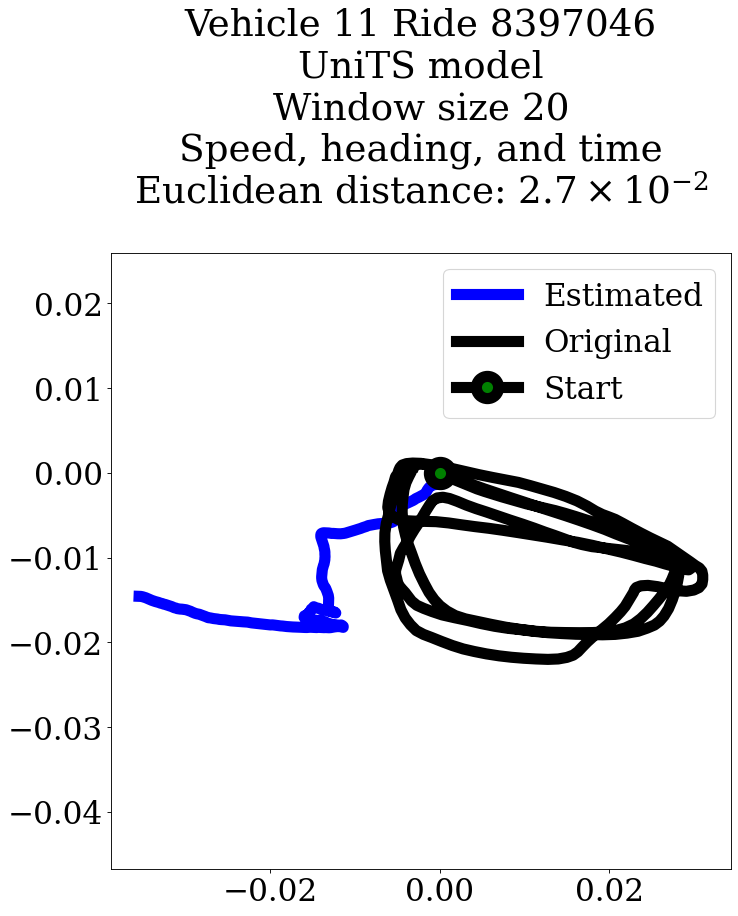 Vehicle 11 Ride 8397046
UniTS model
Window size 20
Speed, heading, and time
Euclidean distance: 2.7 × 10⁻²
Estimated
Original
Start
0.02
0.01
0.00
−0.01
−0.02
−0.03
−0.04
−0.02 0.00 0.02